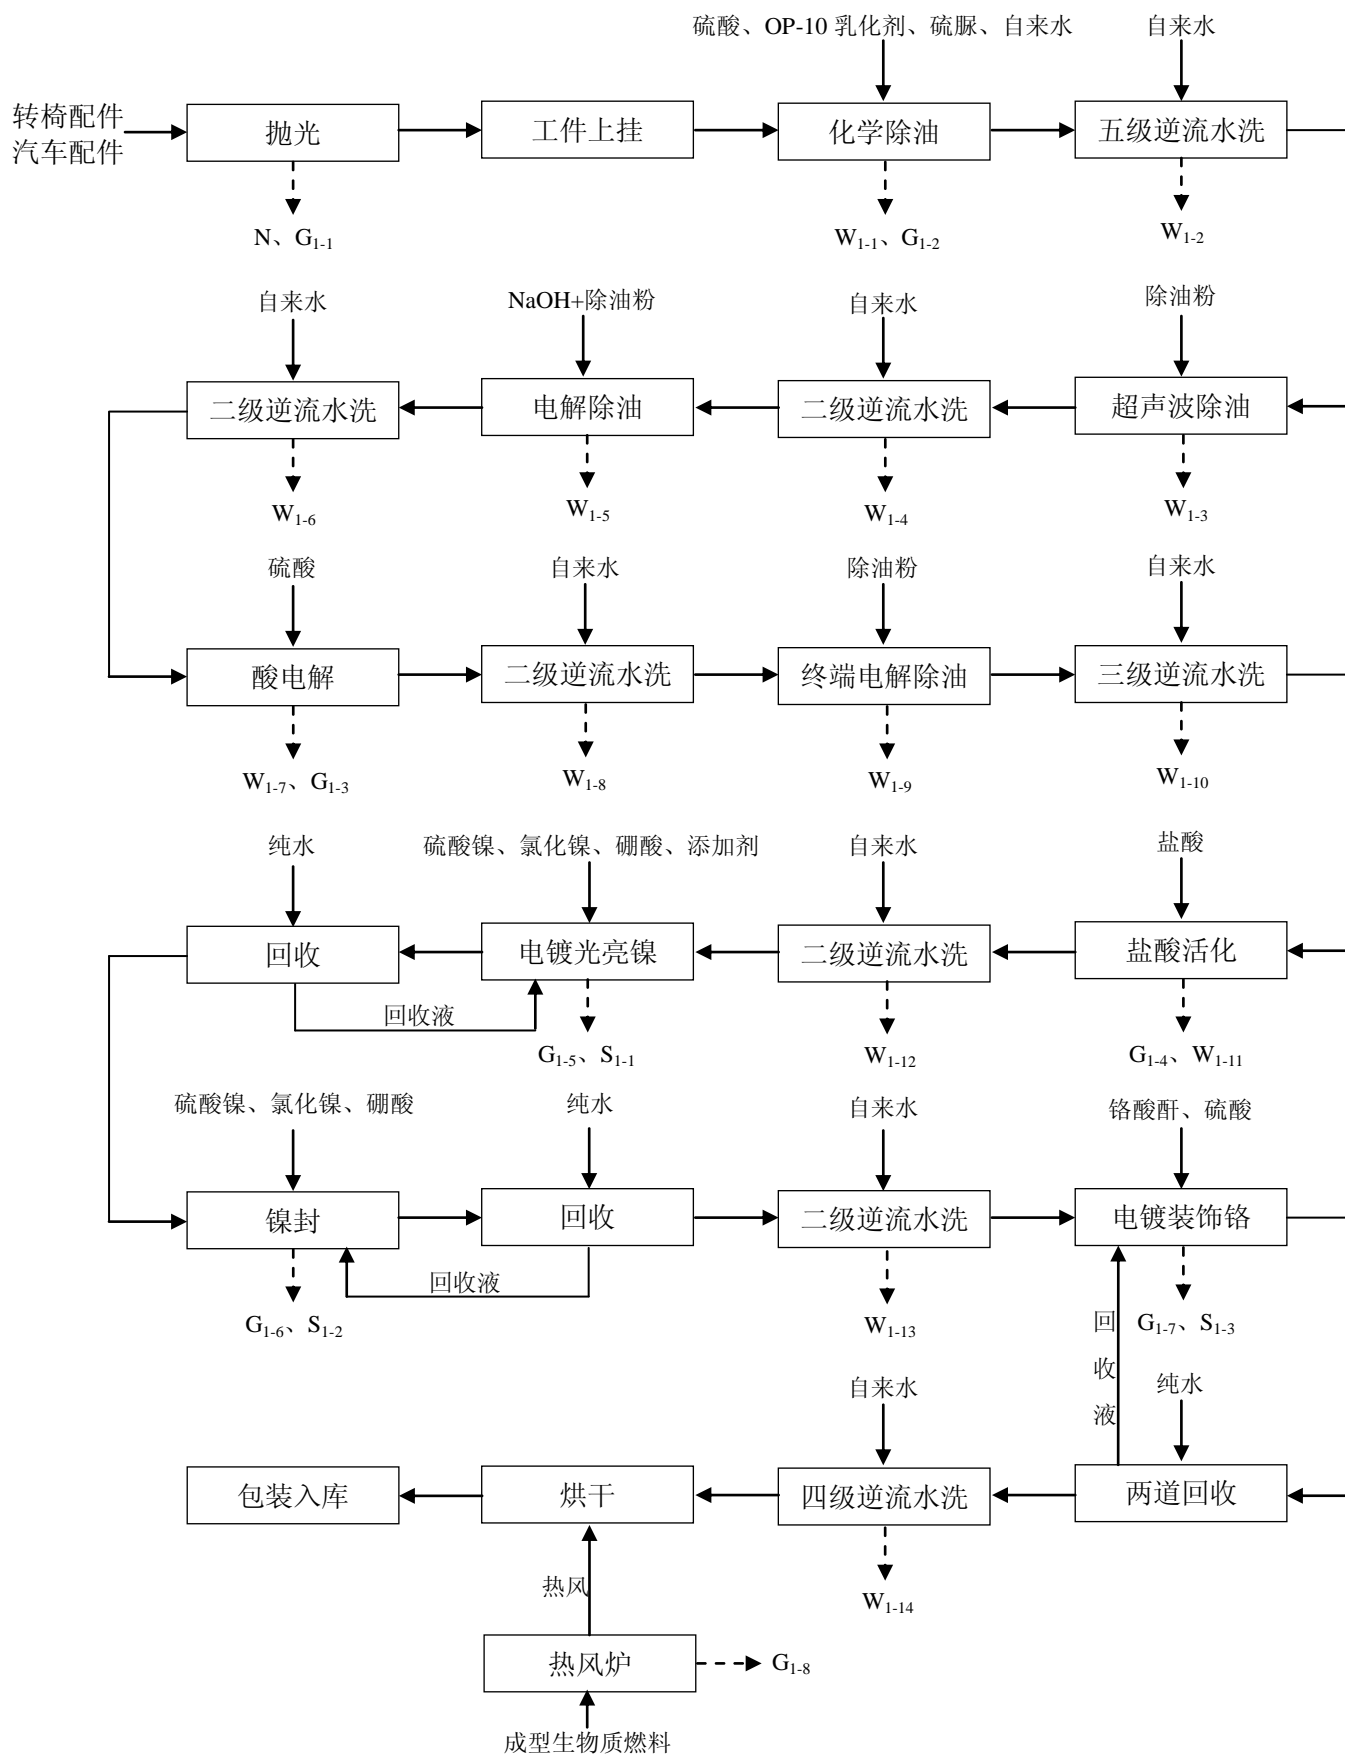 硫酸、OP-10 乳化剂、硫脲、自来水 自来水
转椅配件
汽车配件
抛光 工件上挂 化学除油 五级逆流水洗
N、G1-1 W1-1、G1-2 W1-2
自来水 NaOH+除油粉 自来水 除油粉
二级逆流水洗 电解除油 二级逆流水洗 超声波除油
W1-6 W1-5 W1-4 W1-3
硫酸 自来水 除油粉 自来水
酸电解 二级逆流水洗 终端电解除油 三级逆流水洗
W1-7、G1-3 W1-8 W1-9 W1-10
纯水 硫酸镍、氯化镍、硼酸、添加剂 自来水 盐酸
回收 电镀光亮镍 二级逆流水洗 盐酸活化
回收液
G1-5、S1-1 W1-12 G1-4、W1-11
硫酸镍、氯化镍、硼酸 纯水 自来水 铬酸酐、硫酸
镍封 回收 二级逆流水洗 电镀装饰铬
回收液
G1-6、S1-2 W1-13 G1-7、S1-3
回收液
自来水 纯水
包装入库 烘干 四级逆流水洗 两道回收
热风
W1-14
热风炉 G1-8
成型生物质燃料